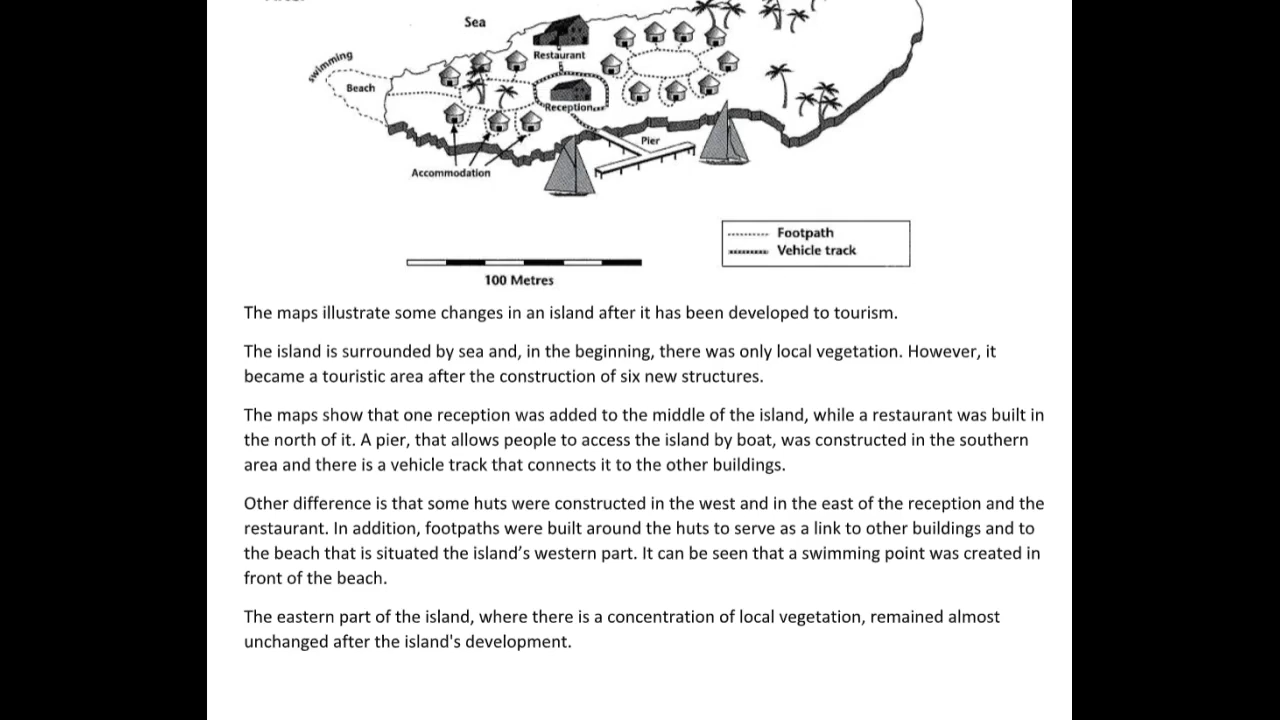 Sea
Restaurant
swimming
Beach
Reception
Pier
Accommodation
Footpath
Vehicle track
100 Metres
The maps illustrate some changes in an island after it has been developed to tourism.
The island is surrounded by sea and, in the beginning, there was only local vegetation. However, it
became a touristic area after the construction of six new structures.
The maps show that one reception was added to the middle of the island, while a restaurant was built in
the north of it. A pier, that allows people to access the island by boat, was constructed in the southern
area and there is a vehicle track that connects it to the other buildings.
Other difference is that some huts were constructed in the west and in the east of the reception and the
restaurant. In addition, footpaths were built around the huts to serve as a link to other buildings and to
the beach that is situated the island’s western part. It can be seen that a swimming point was created in
front of the beach.
The eastern part of the island, where there is a concentration of local vegetation, remained almost
unchanged after the island's development.